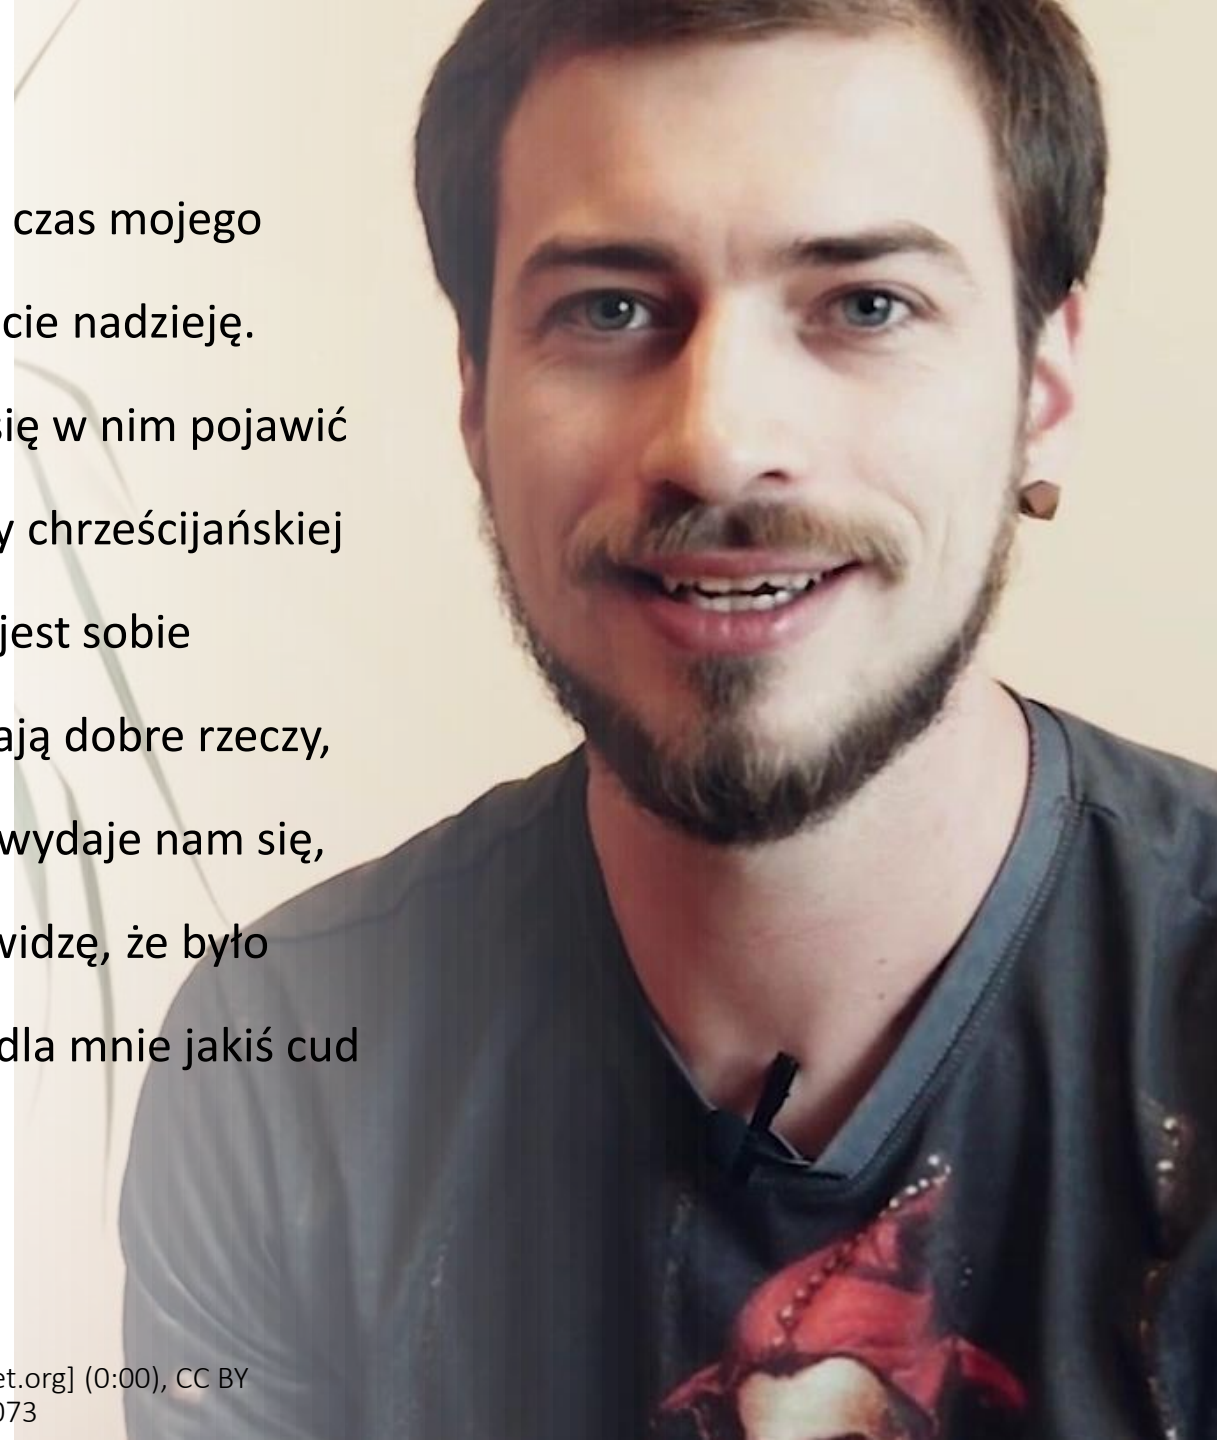 czas mojego
cie nadzieję.
się w nim pojawić
y chrześcijańskiej
jest sobie
ają dobre rzeczy,
wydaje nam się,
widzę, że było
dla mnie jakiś cud
et.org] (0:00), CC BY
073